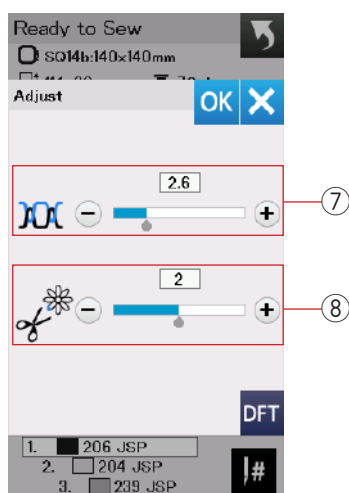 Ready to Sew
SQ14b:140×140mm
Adjust
OK
2.6
7
2
8
DFT
1. 206 JSP
2. 204 JSP
3. 239 JSP
#